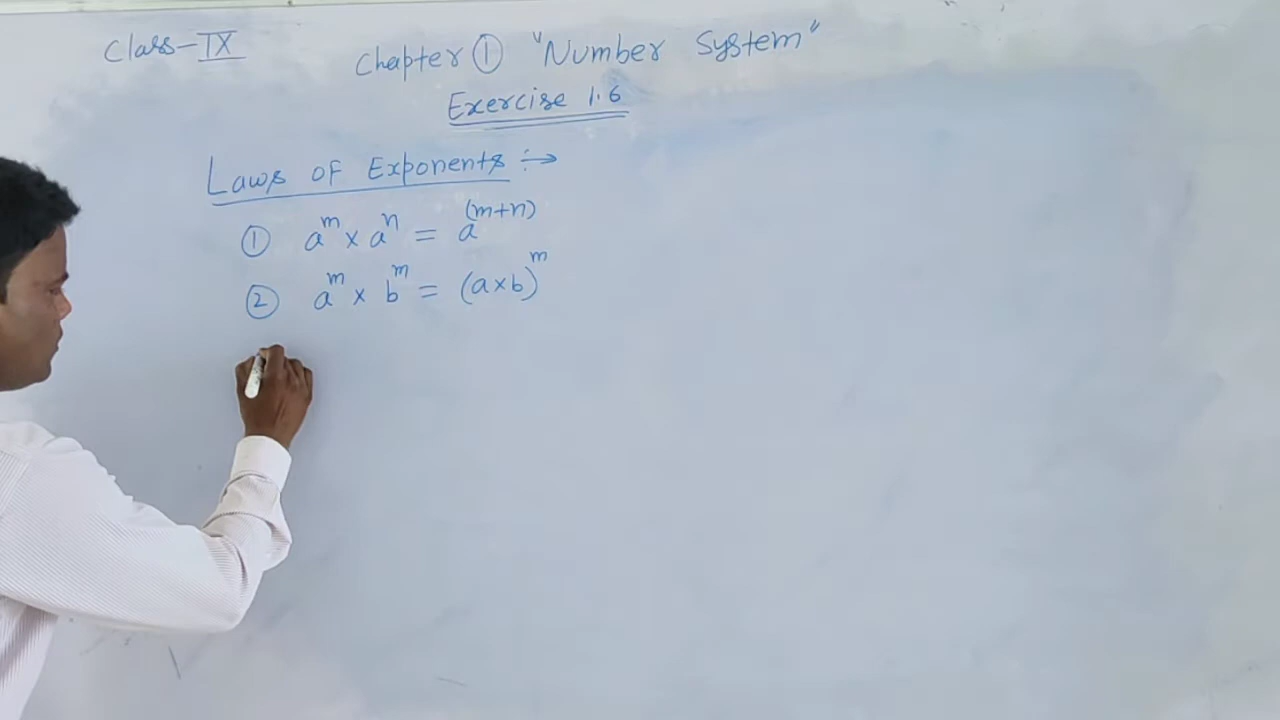 Class-IX
Chapter ① "Number System"
Exercise 1.6
Laws of Exponents :→
① a^m × a^n = a^(m+n)
② a^m × b^m = (a×b)^m